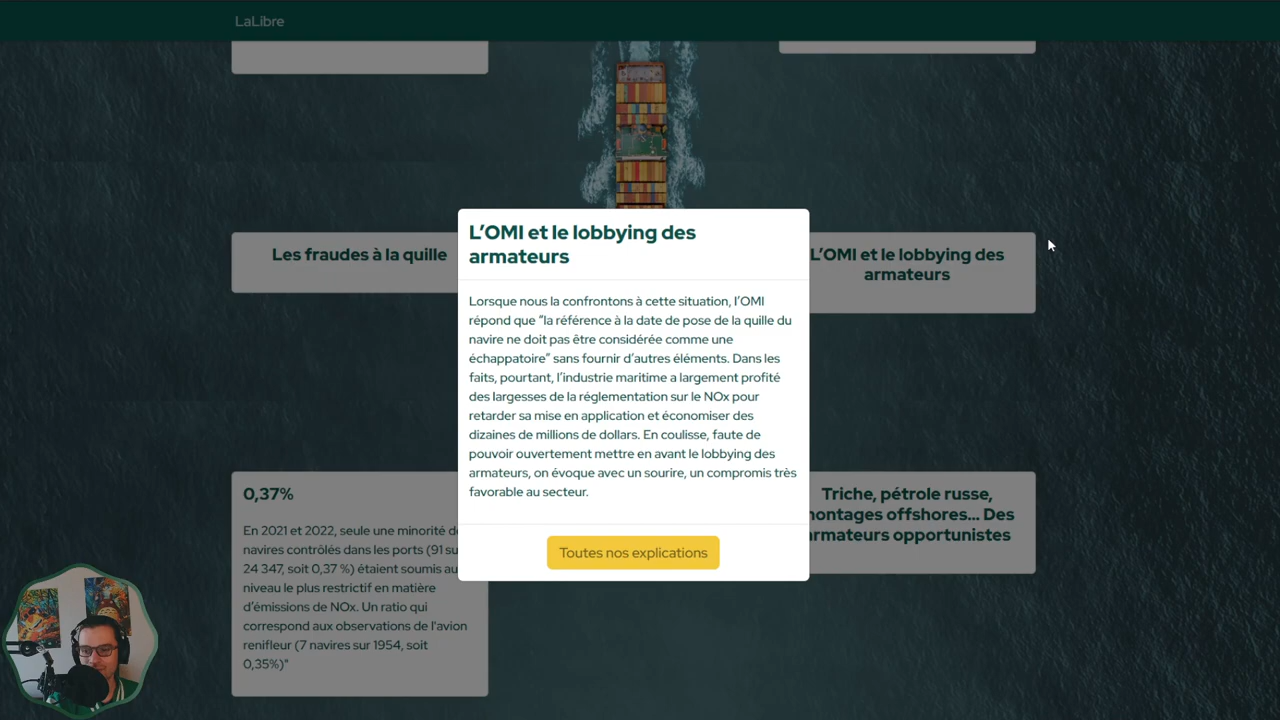 LaLibre
L'OMI et le lobbying des
armateurs
Lorsque nous la confrontons à cette situation, l'OMI
répond que "la référence à la date de pose de la quille du
navire ne doit pas être considérée comme une
échappatoire" sans fournir d'autres éléments. Dans les
faits, pourtant, l'industrie maritime a largement profité
des largesses de la réglementation sur le NOx pour
retarder sa mise en application et économiser des
dizaines de millions de dollars. En coulisse, faute de
pouvoir ouvertement mettre en avant le lobbying des
armateurs, on évoque avec un sourire, un compromis très
favorable au secteur.
Toutes nos explications
Les fraudes à la quille
L'OMI et le lobbying des
armateurs
0,37%
En 2021 et 2022, seule une minorité de
navires contrôlés dans les ports (91 su
24 347, soit 0,37 %) étaient soumis au
niveau le plus restrictif en matière
d'émissions de NOx. Un ratio qui
correspond aux observations de l'avion
renifleur (7 navires sur 1954, soit
0,35%)"
Triche, pétrole russe,
montages offshores... Des
armateurs opportunistes